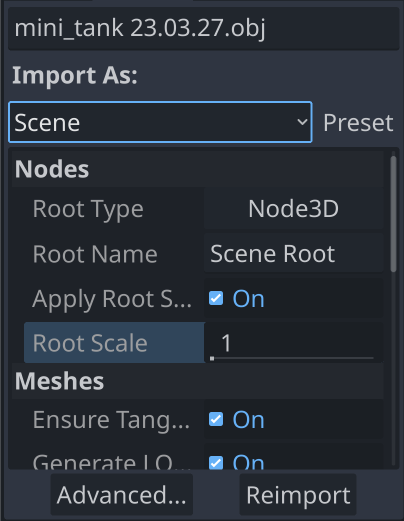 mini_tank 23.03.27.obj
Import As:
Scene Preset
Nodes
Root Type Node3D
Root Name Scene Root
Apply Root S... On
Root Scale 1
Meshes
Ensure Tang... On
Generate LO... On
Advanced... Reimport